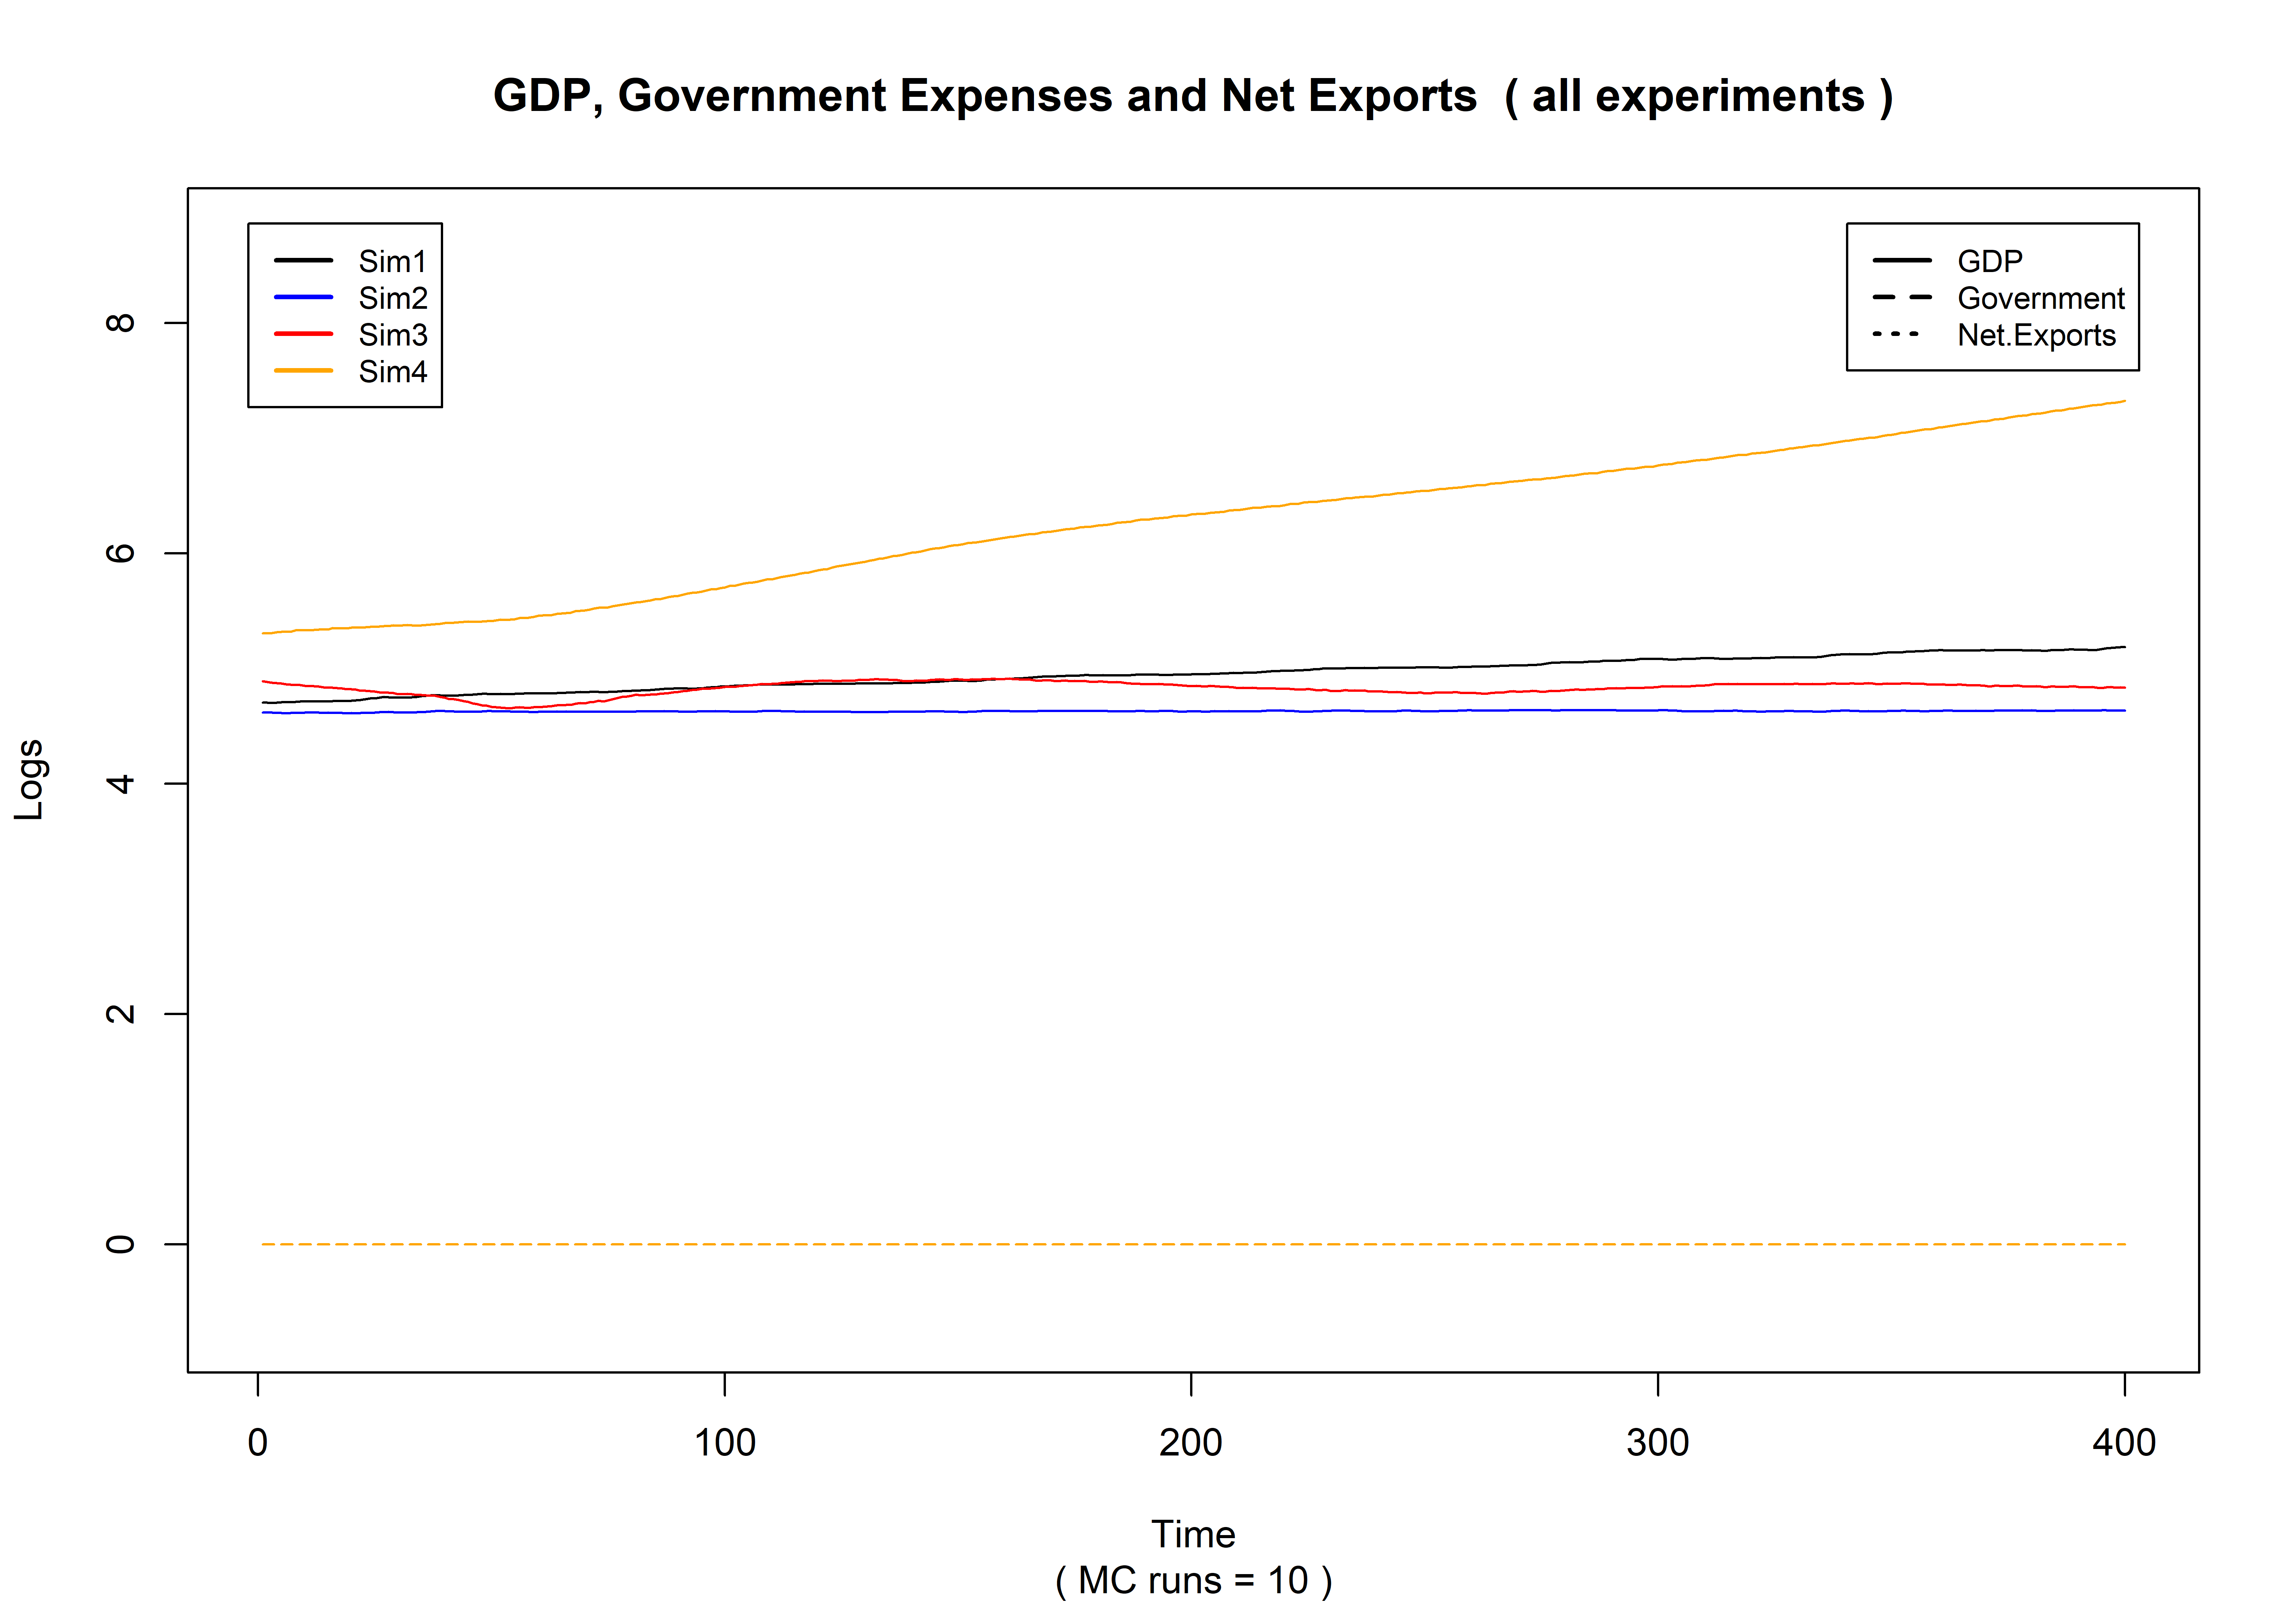 GDP, Government Expenses and Net Exports ( all experiments )
Sim1
Sim2
Sim3
Sim4
GDP
Government
Net.Exports
Logs
8
6
4
2
0
0 100 200 300 400
Time
( MC runs = 10 )